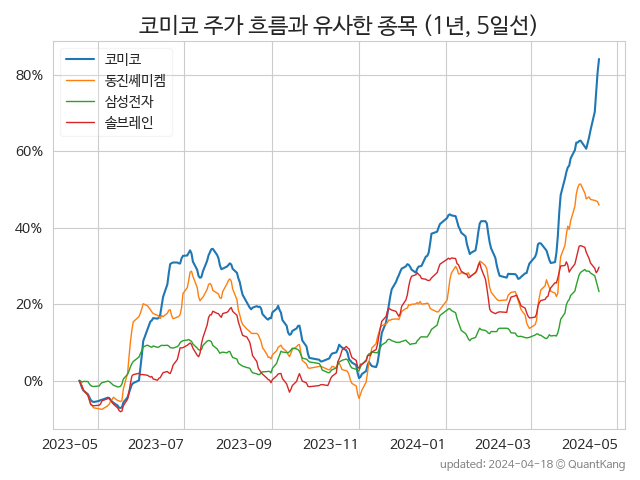 코미코 주가 흐름과 유사한 종목 (1년, 5일선)
코미코
동진쎄미켐
삼성전자
솔브레인
80%
60%
40%
20%
0%
2023-05 2023-07 2023-09 2023-11 2024-01 2024-03 2024-05
updated: 2024-04-18 © QuantKang